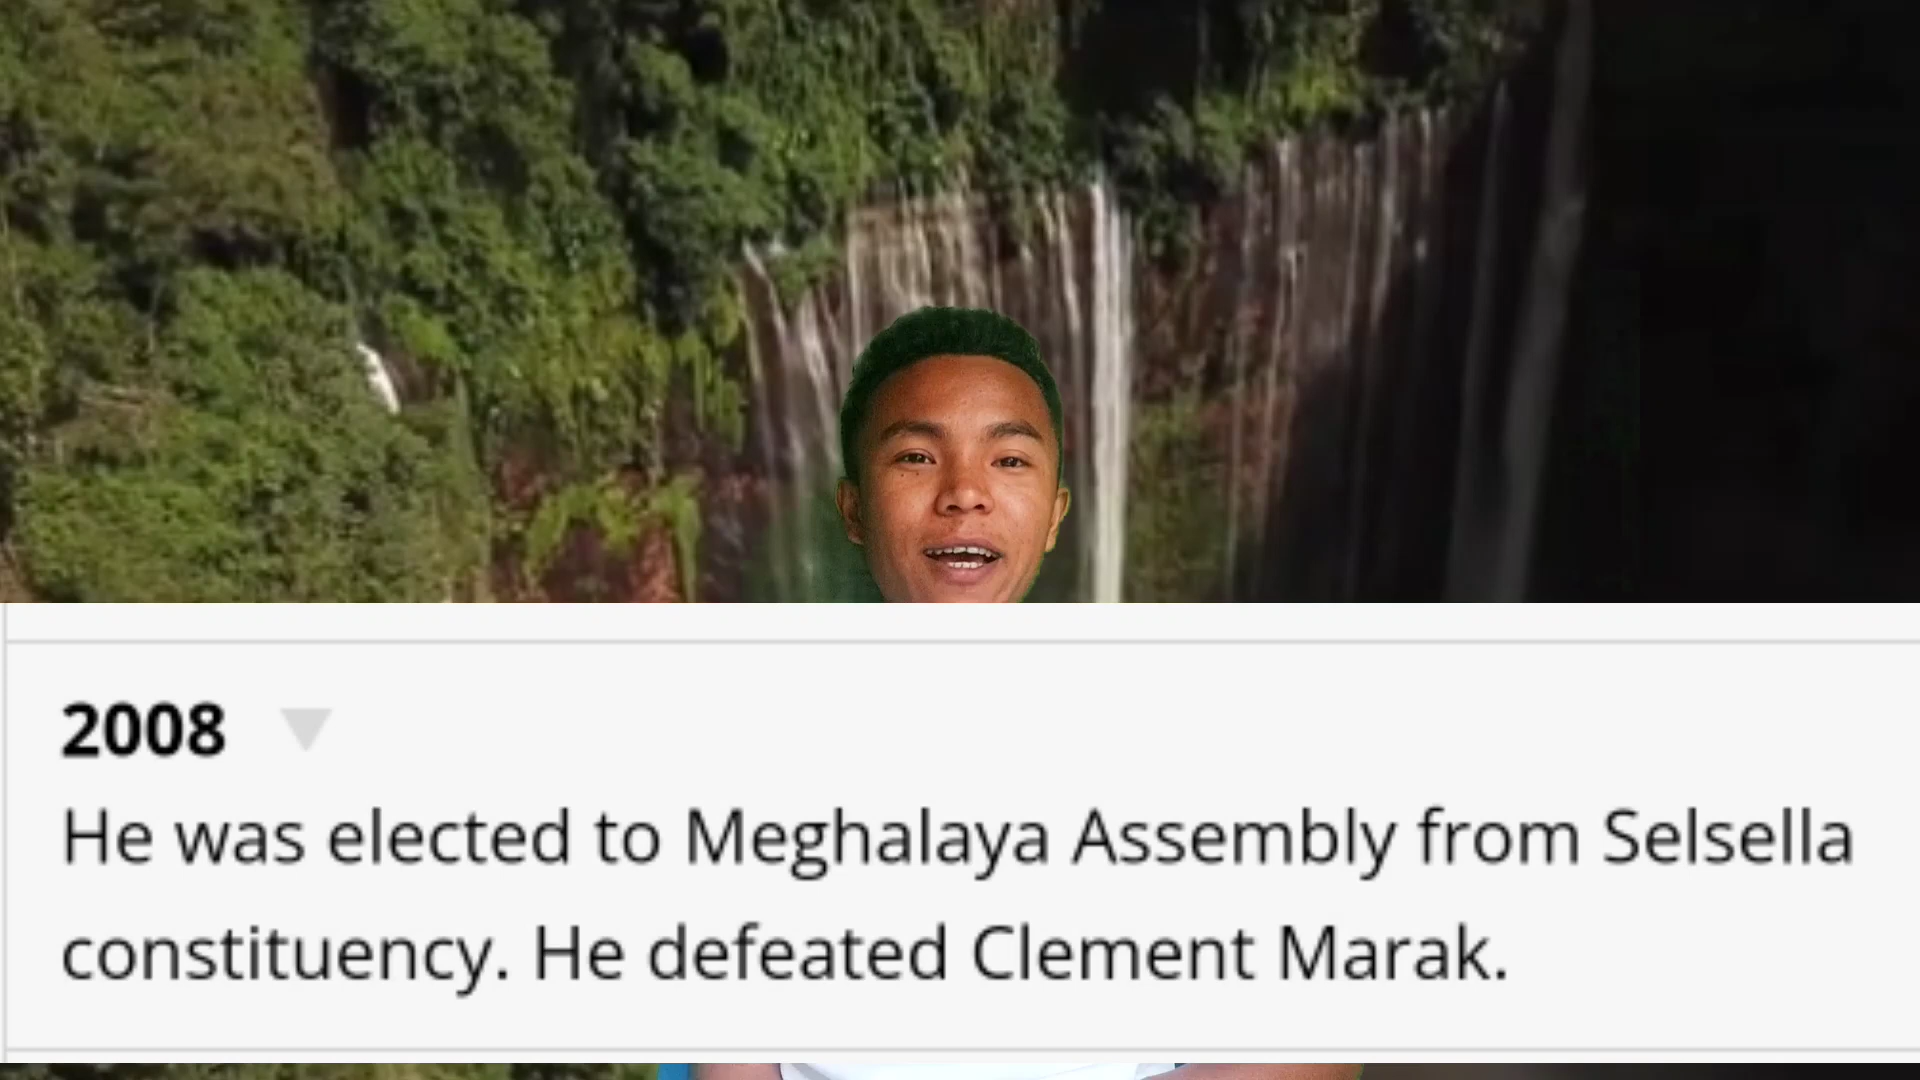 2008
He was elected to Meghalaya Assembly from Selsella
constituency. He defeated Clement Marak.